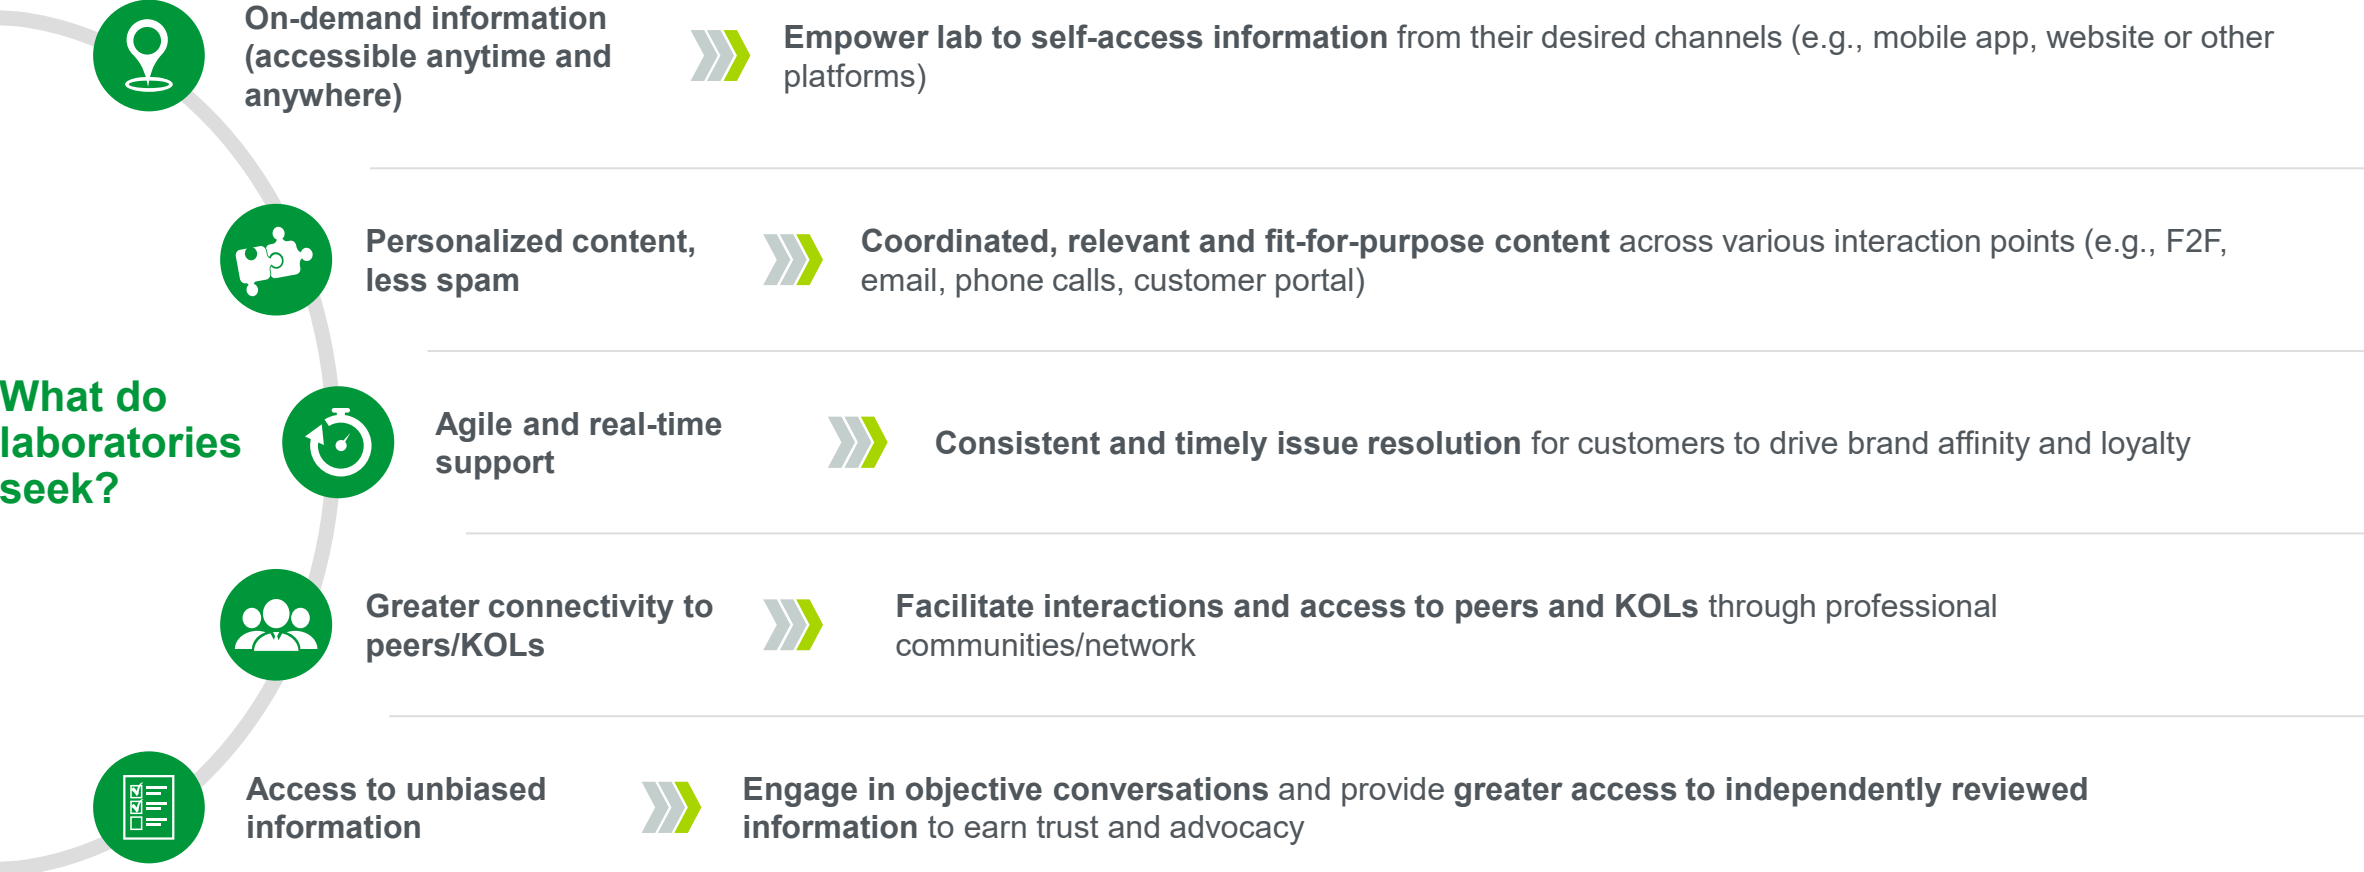 What do
laboratories
seek?
On-demand information
(accessible anytime and
anywhere)
Empower lab to self-access information from their desired channels (e.g., mobile app, website or other
platforms)
Personalized content,
less spam
Coordinated, relevant and fit-for-purpose content across various interaction points (e.g., F2F,
email, phone calls, customer portal)
Agile and real-time
support
Consistent and timely issue resolution for customers to drive brand affinity and loyalty
Greater connectivity to
peers/KOLs
Facilitate interactions and access to peers and KOLs through professional
communities/network
Access to unbiased
information
Engage in objective conversations and provide greater access to independently reviewed
information to earn trust and advocacy